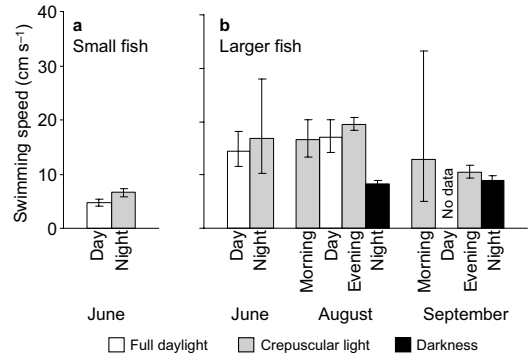 a
Small fish
b
Larger fish
Swimming speed (cm s⁻¹)
40
30
20
10
0
Day
Night
Day
Night
Morning
Day
Evening
Night
Morning
No data
Day
Evening
Night
June
June
August
September
Full daylight
Crepuscular light
Darkness